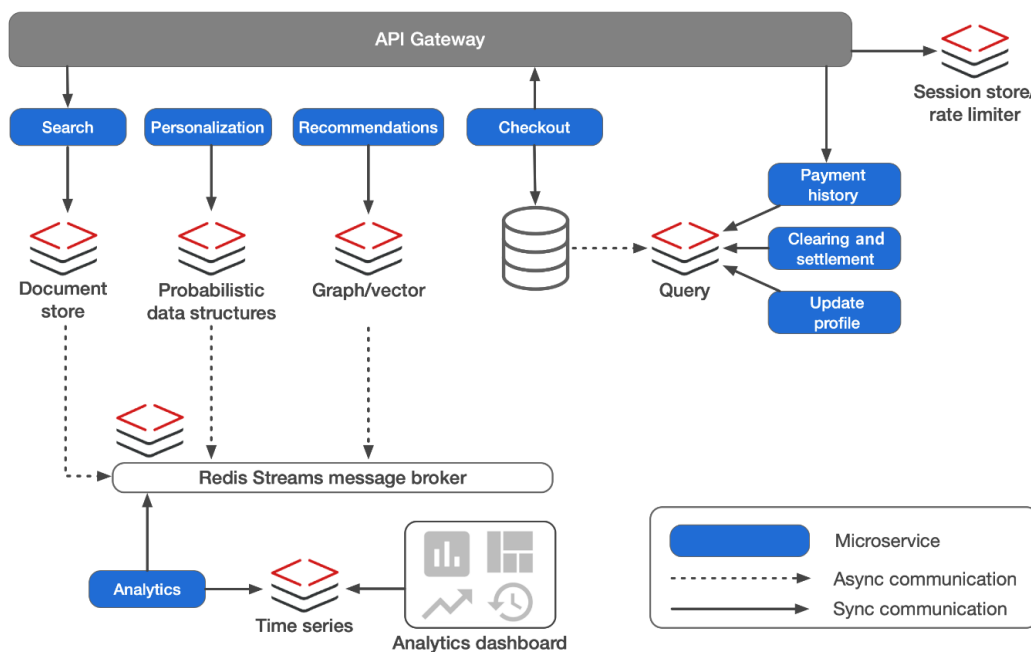 API Gateway
Session store/
rate limiter
Search
Personalization
Recommendations
Checkout
Payment
history
Clearing and
settlement
Update
profile
Document
store
Probabilistic
data structures
Graph/vector
Query
Redis Streams message broker
Analytics
Time series
Analytics dashboard
Microservice
Async communication
Sync communication